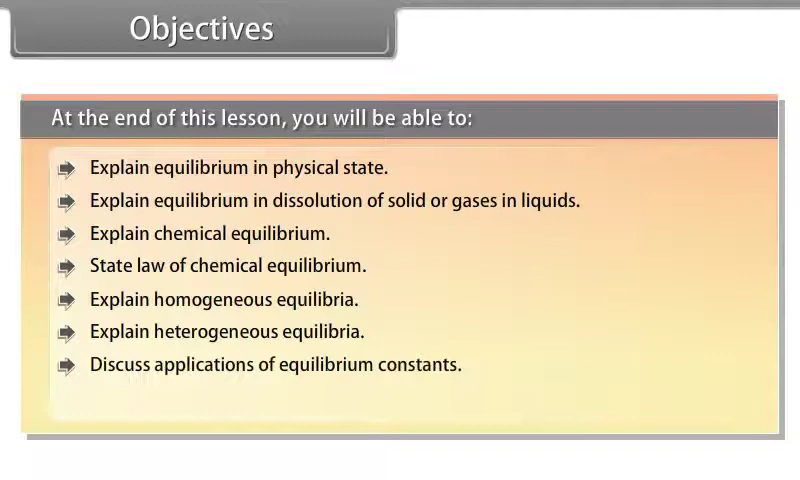 Objectives
At the end of this lesson, you will be able to:
Explain equilibrium in physical state.
Explain equilibrium in dissolution of solid or gases in liquids.
Explain chemical equilibrium.
State law of chemical equilibrium.
Explain homogeneous equilibria.
Explain heterogeneous equilibria.
Discuss applications of equilibrium constants.